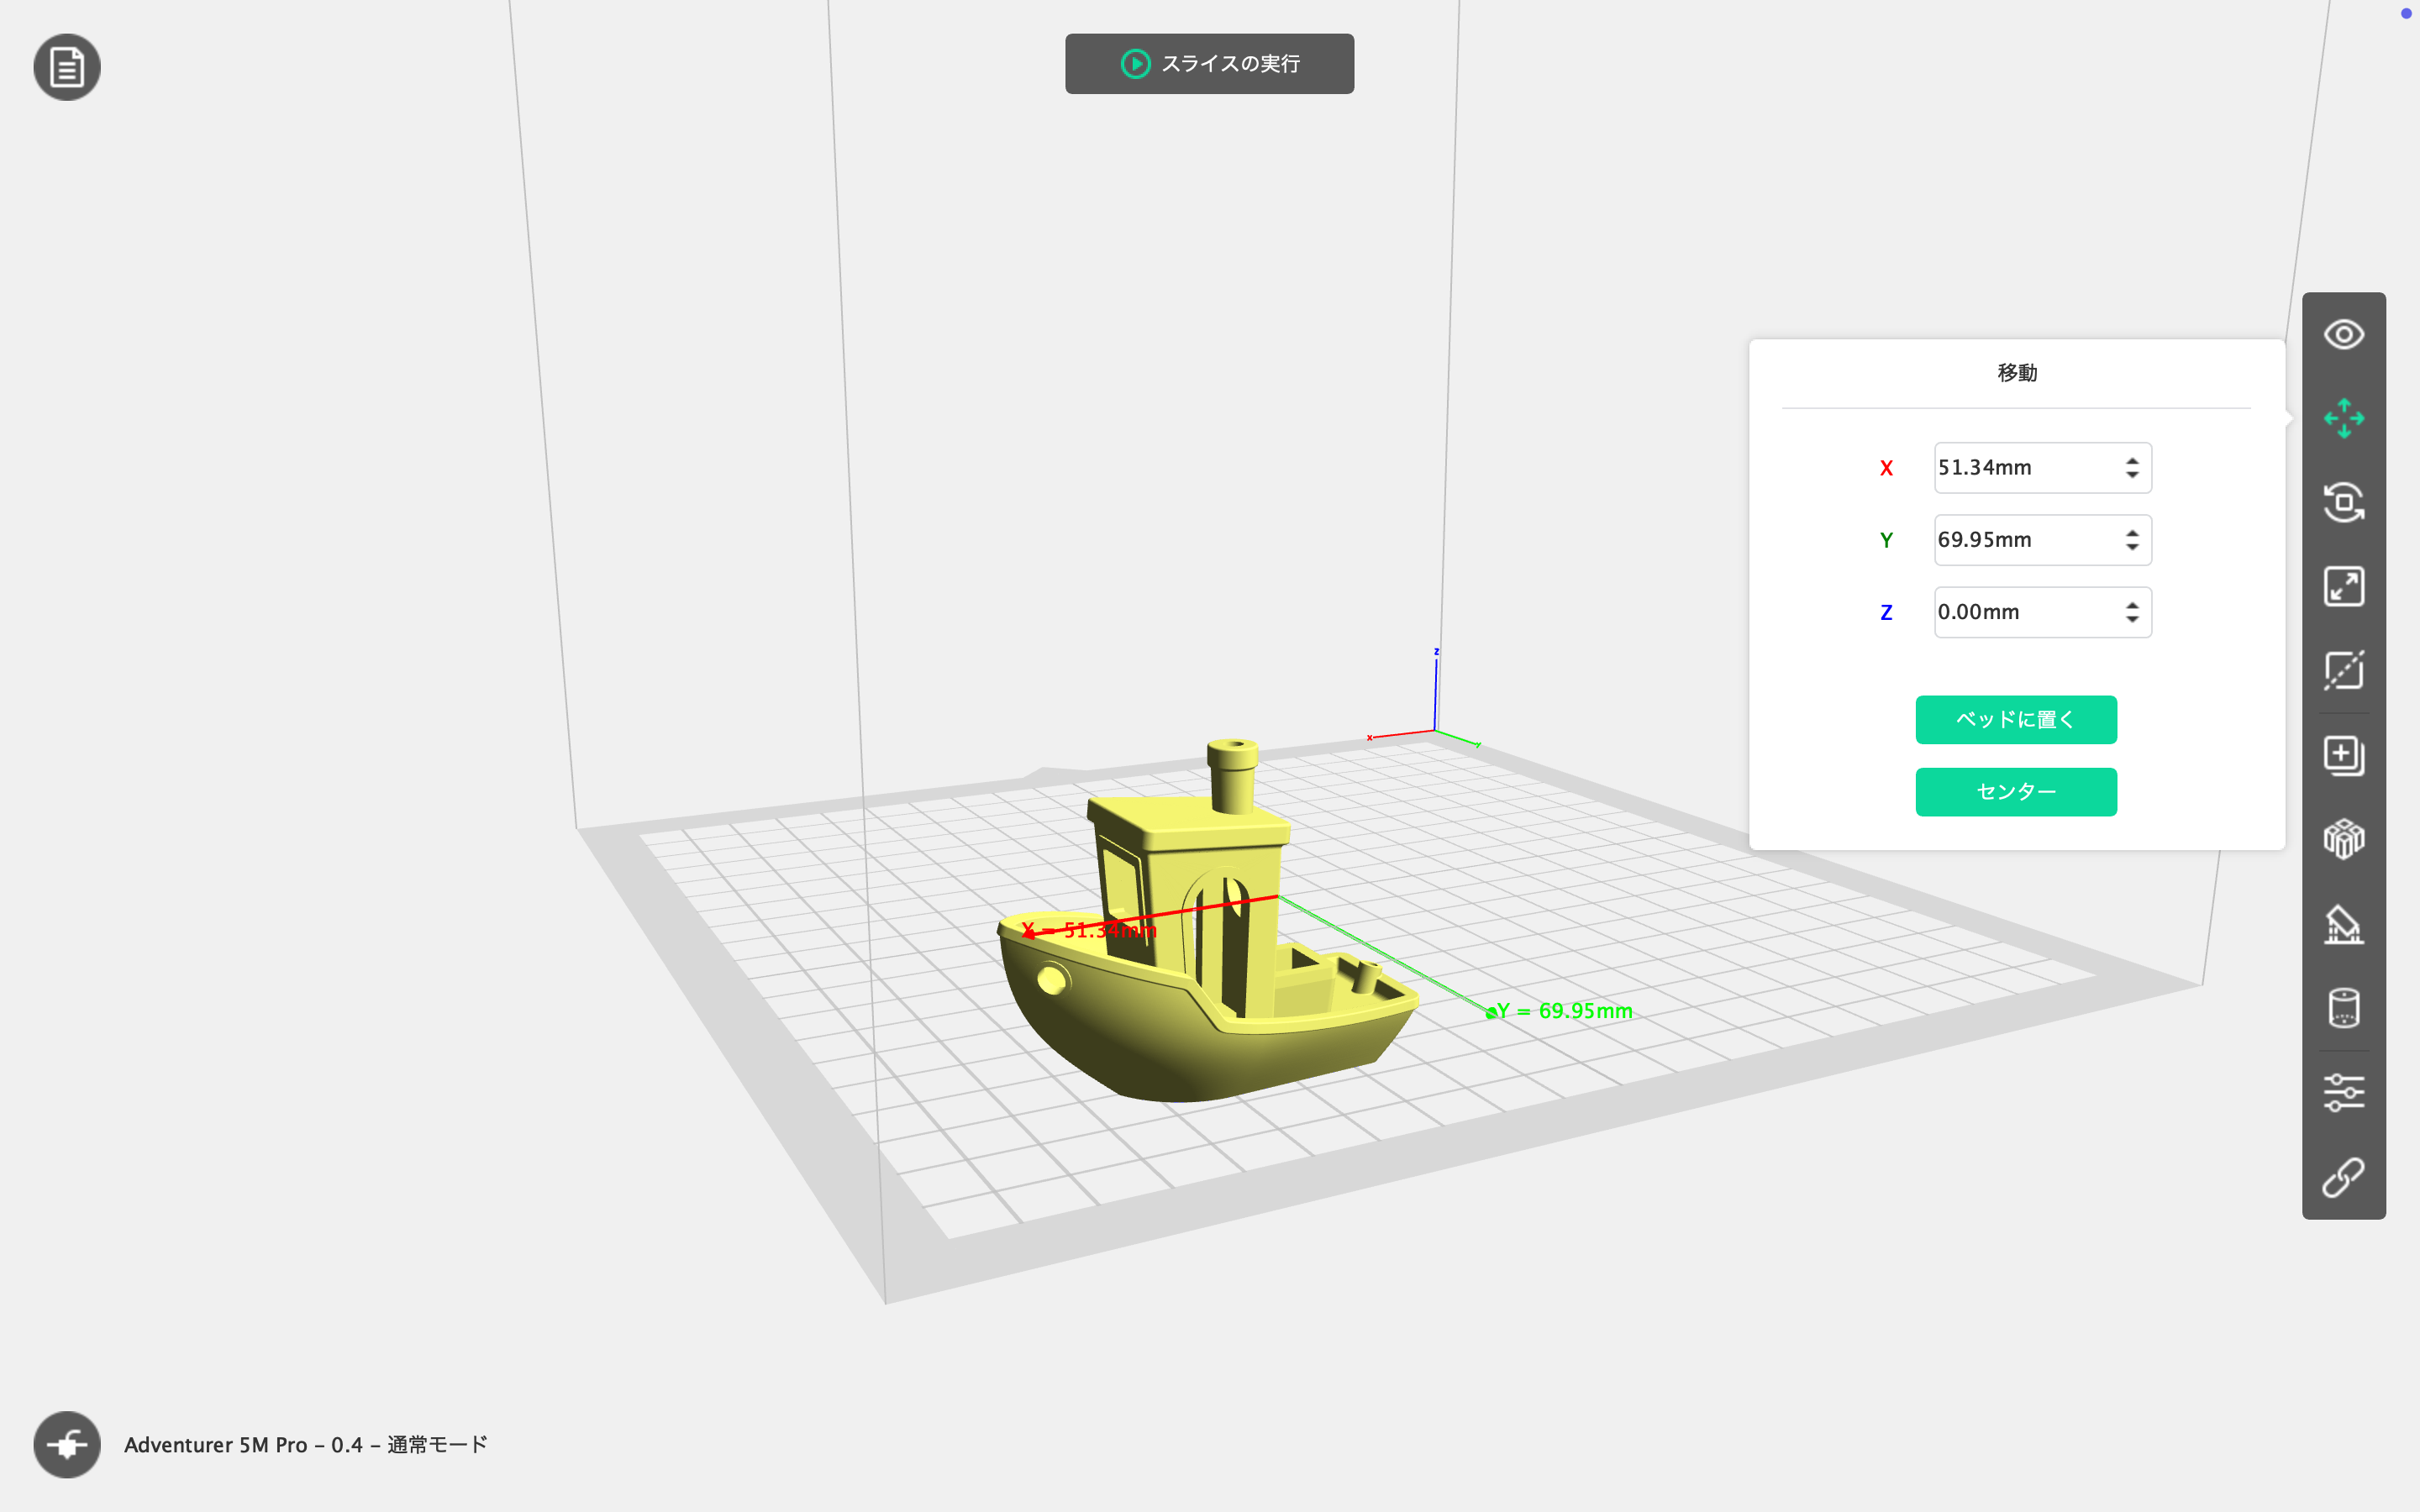 スライスの実行
移動
X 51.34mm
Y 69.95mm
Z 0.00mm
ベッドに置く
センター
z
x
y
X = 51.34mm
Y = 69.95mm
Adventurer 5M Pro – 0.4 – 通常モード